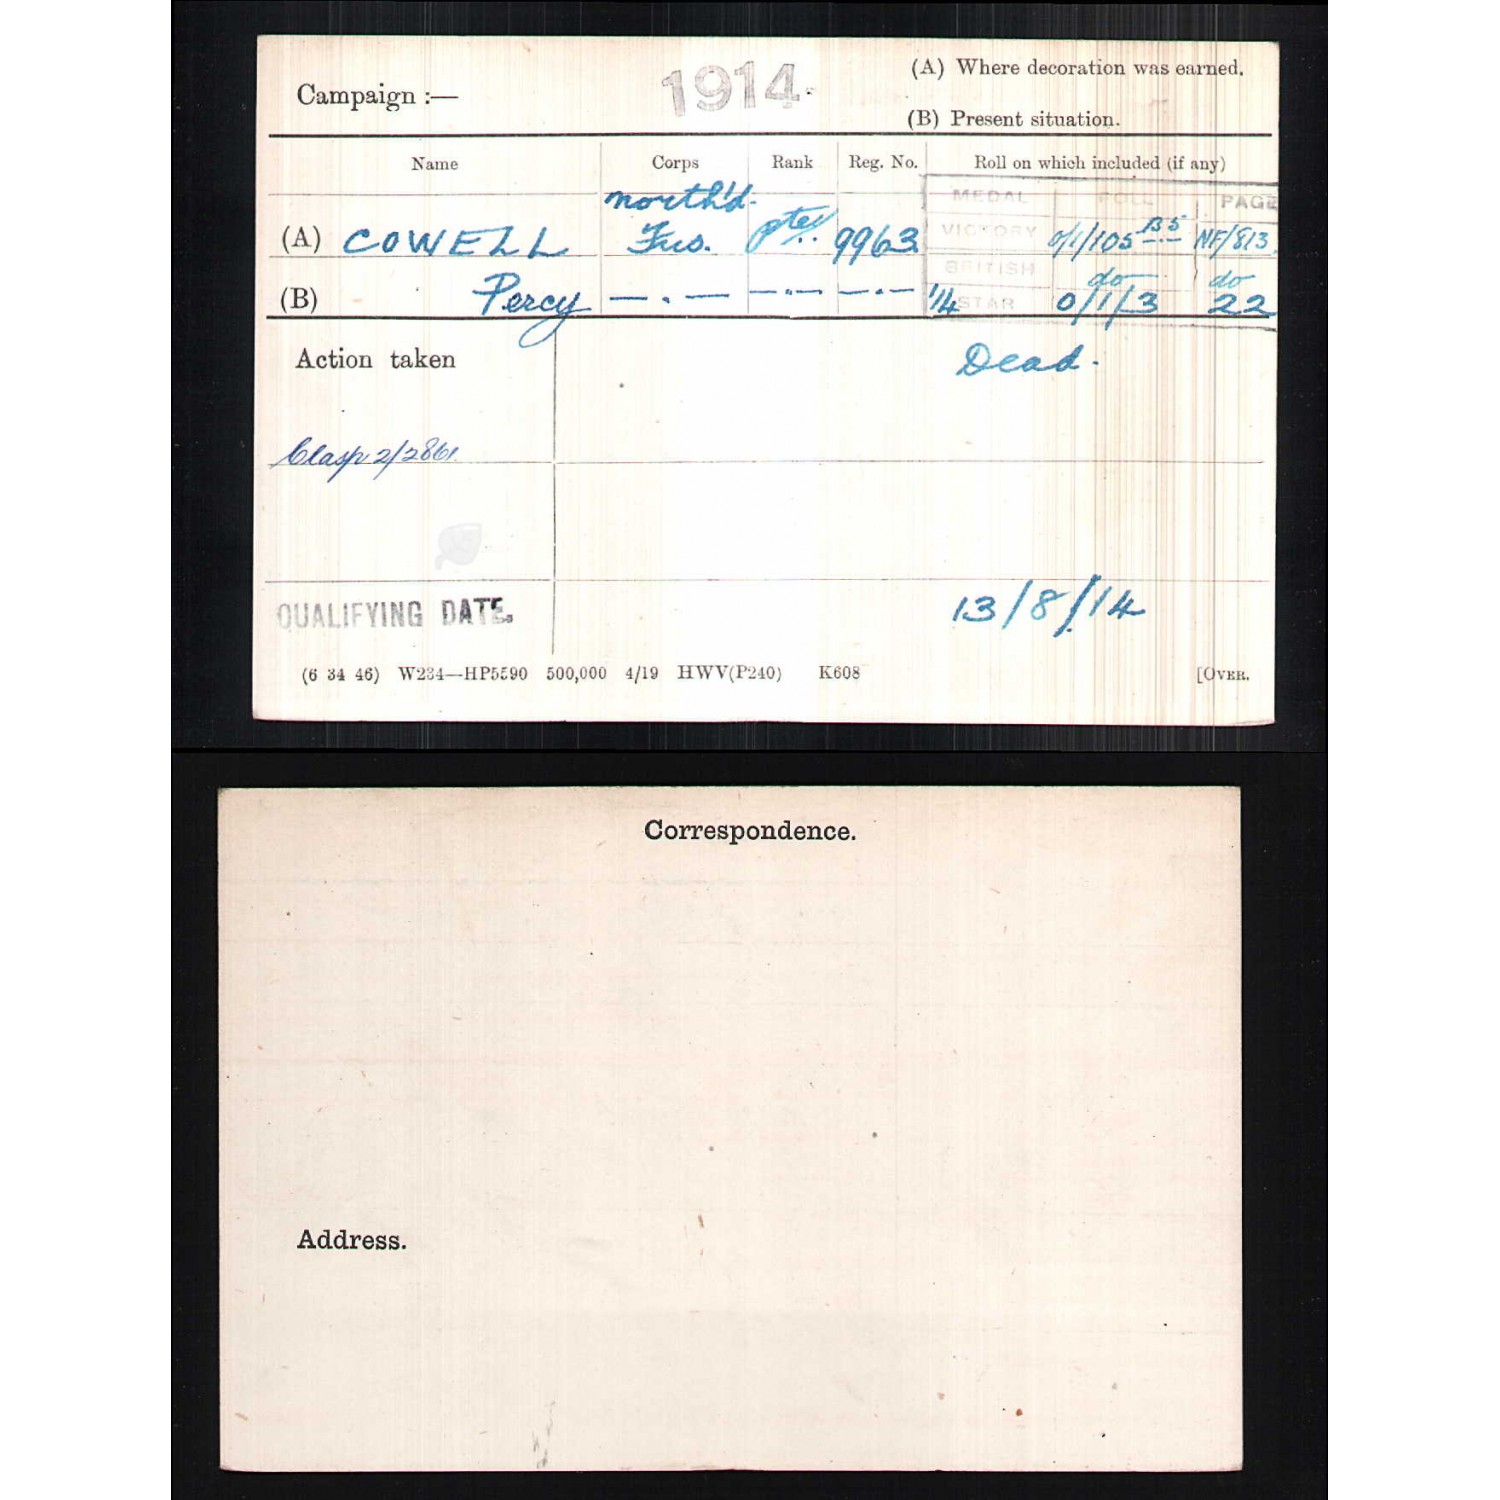 Campaign :— 1914. (A) Where decoration was earned.
(B) Present situation.
Name Corps Rank Reg. No. Roll on which included (if any)
MEDAL ROLL PAGE
North'd.
(A) COWELL Fus. Pte. 9963 VICTORY 0/1/105 B5 NF/813
BRITISH do do
(B) Percy —.— —.— —.— 14 STAR 0/1/3 22
Action taken Dead.
Clasp 2/2861.
QUALIFYING DATE. 13/8/14
(6 34 46) W234—HP5590 500,000 4/19 HWV(P240) K608 [OVER.
Correspondence.
Address.